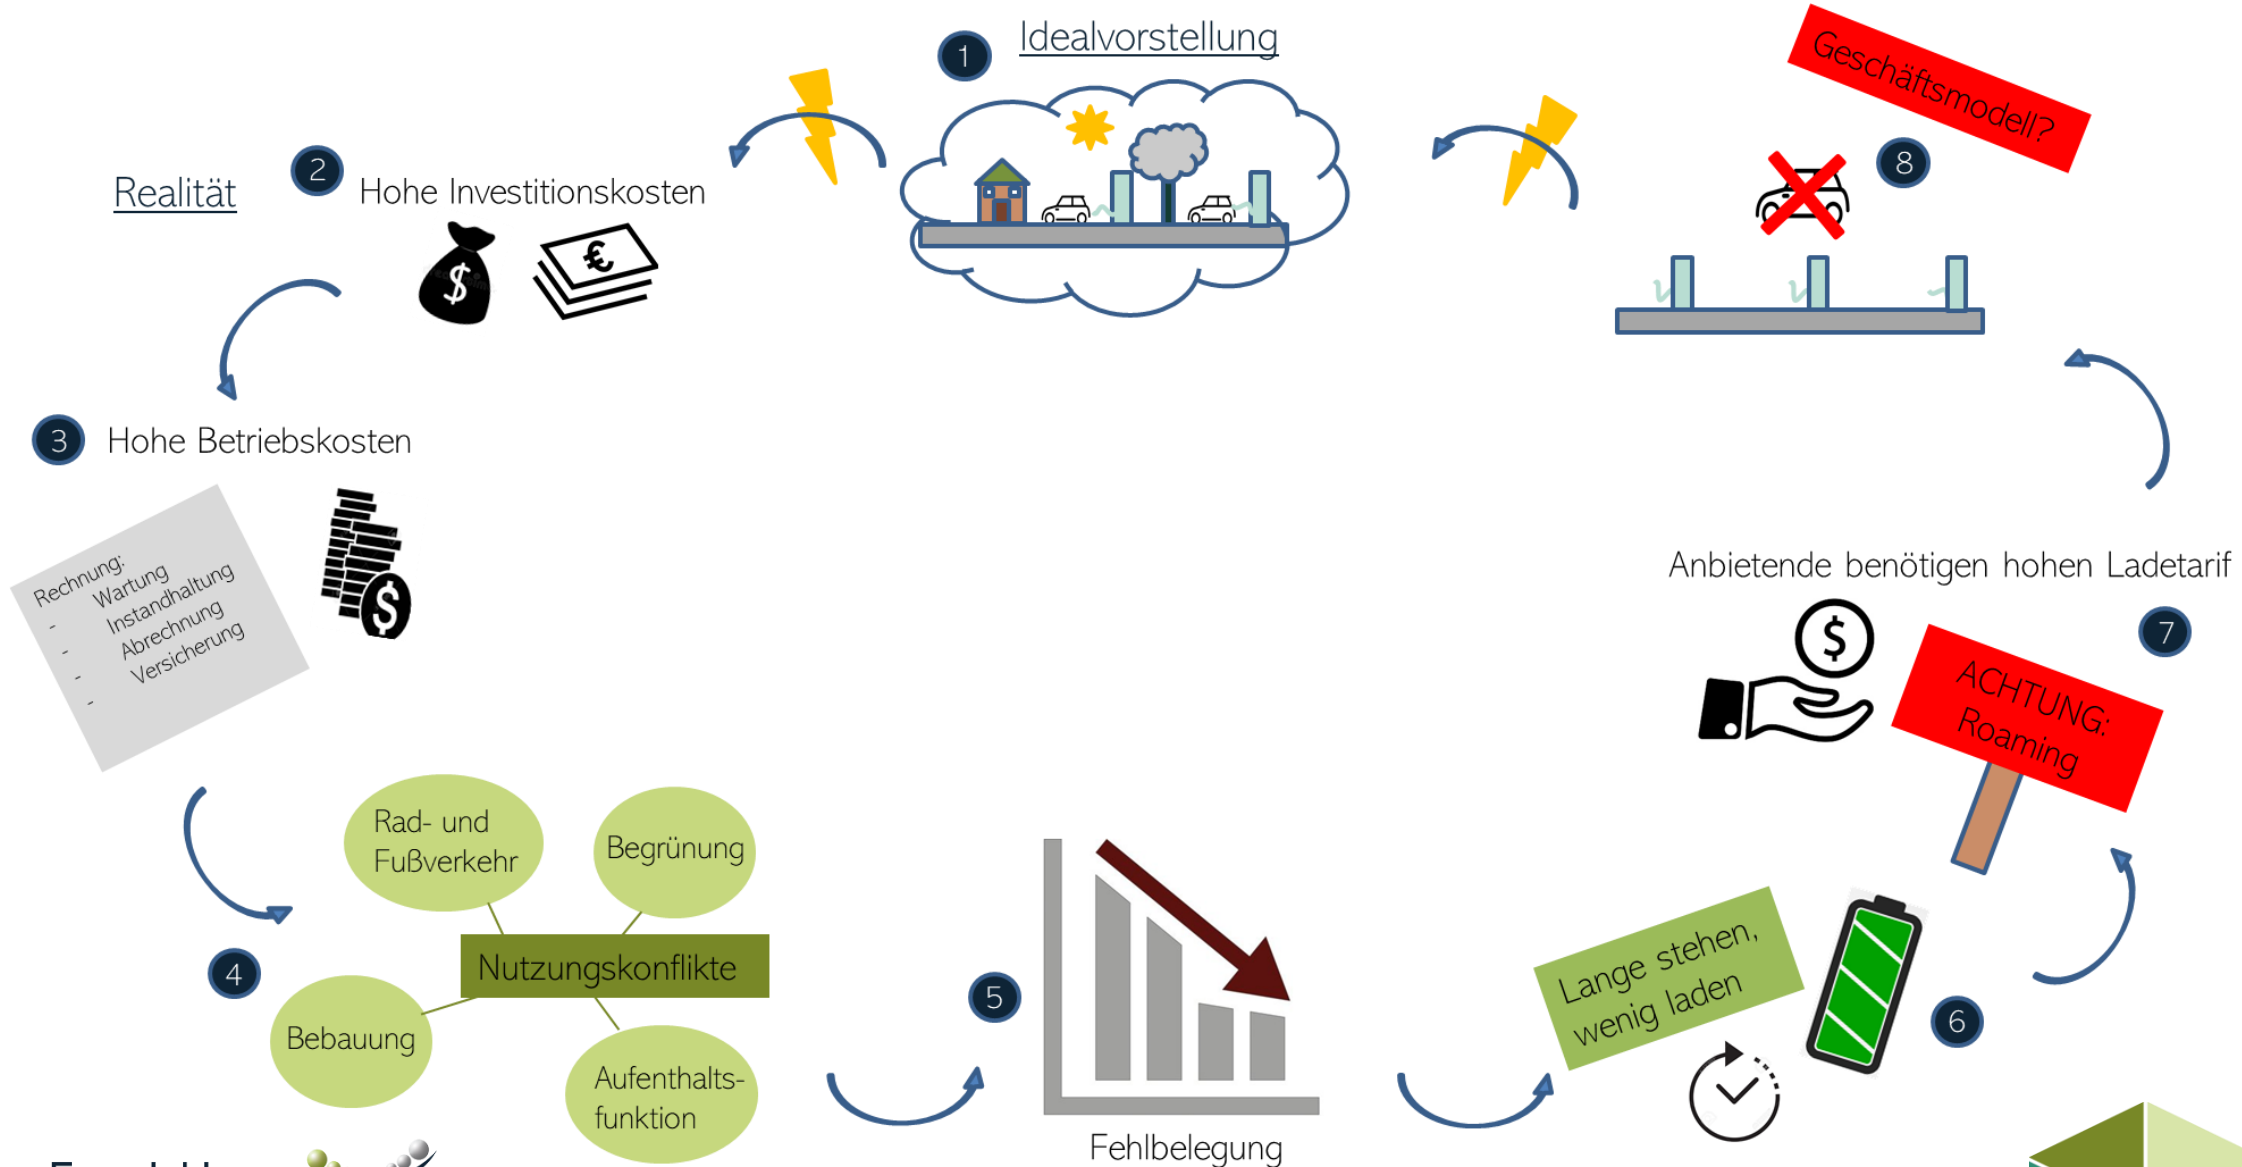 1
Idealvorstellung
Realität
2
Hohe Investitionskosten
$
€
3
Hohe Betriebskosten
Rechnung:
- Wartung
- Instandhaltung
- Abrechnung
- Versicherung
$
4
Nutzungskonflikte
Rad- und
Fußverkehr
Begrünung
Bebauung
Aufenthalts-
funktion
5
Fehlbelegung
6
Lange stehen,
wenig laden
7
Anbietende benötigen hohen Ladetarif
$
ACHTUNG:
Roaming
8
Geschäftsmodell?